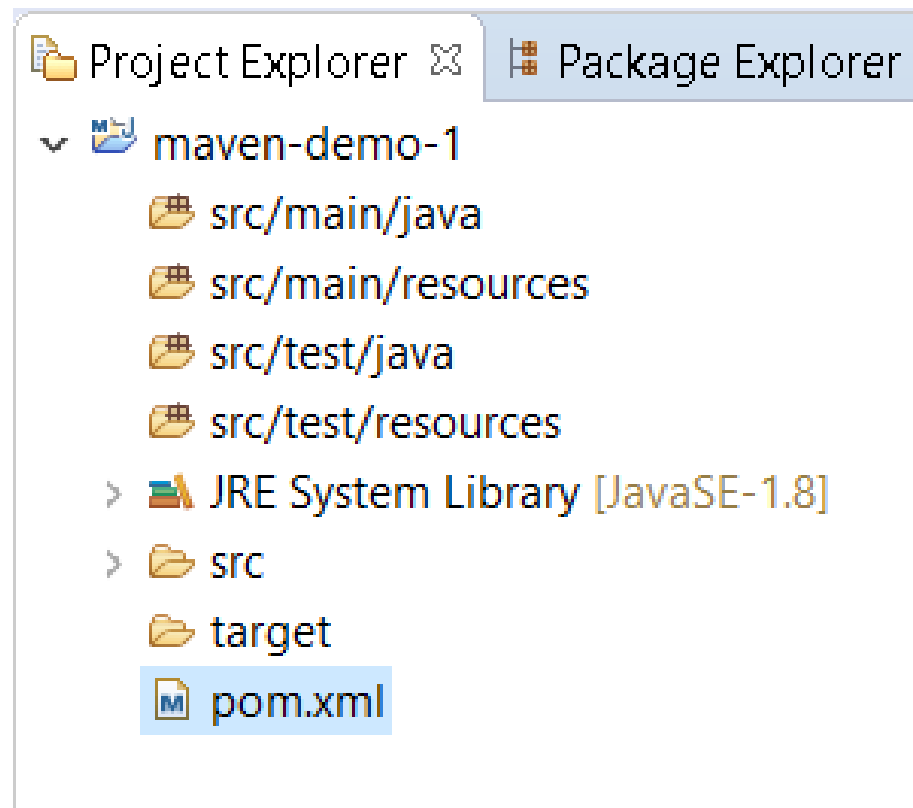 Project Explorer Package Explorer
maven-demo-1
src/main/java
src/main/resources
src/test/java
src/test/resources
JRE System Library [JavaSE-1.8]
src
target
pom.xml